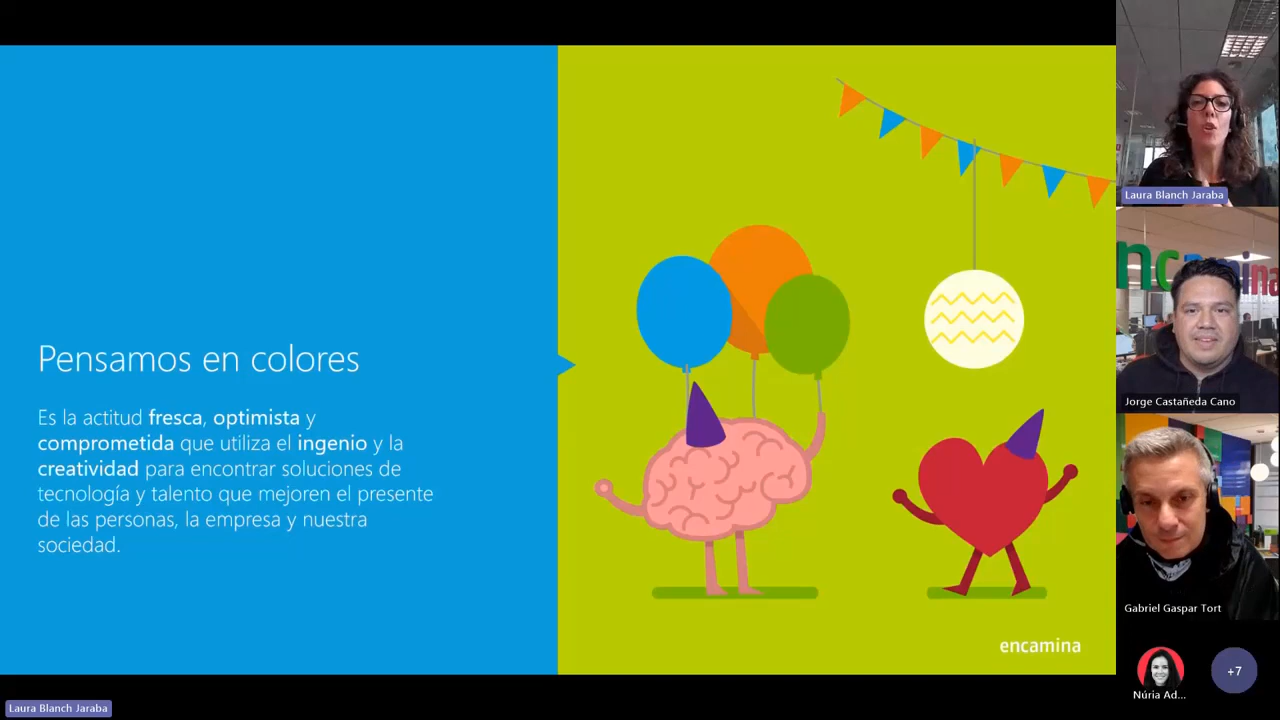 Pensamos en colores
Es la actitud fresca, optimista y
comprometida que utiliza el ingenio y la
creatividad para encontrar soluciones de
tecnología y talento que mejoren el presente
de las personas, la empresa y nuestra
sociedad.
encamina
Laura Blanch Jaraba
Laura Blanch Jaraba
ncamina
Jorge Castañeda Cano
Gabriel Gaspar Tort
Núria Ad...
+7